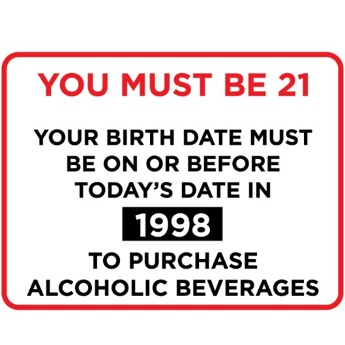 YOU MUST BE 21
YOUR BIRTH DATE MUST
BE ON OR BEFORE
TODAY'S DATE IN
1998
TO PURCHASE
ALCOHOLIC BEVERAGES